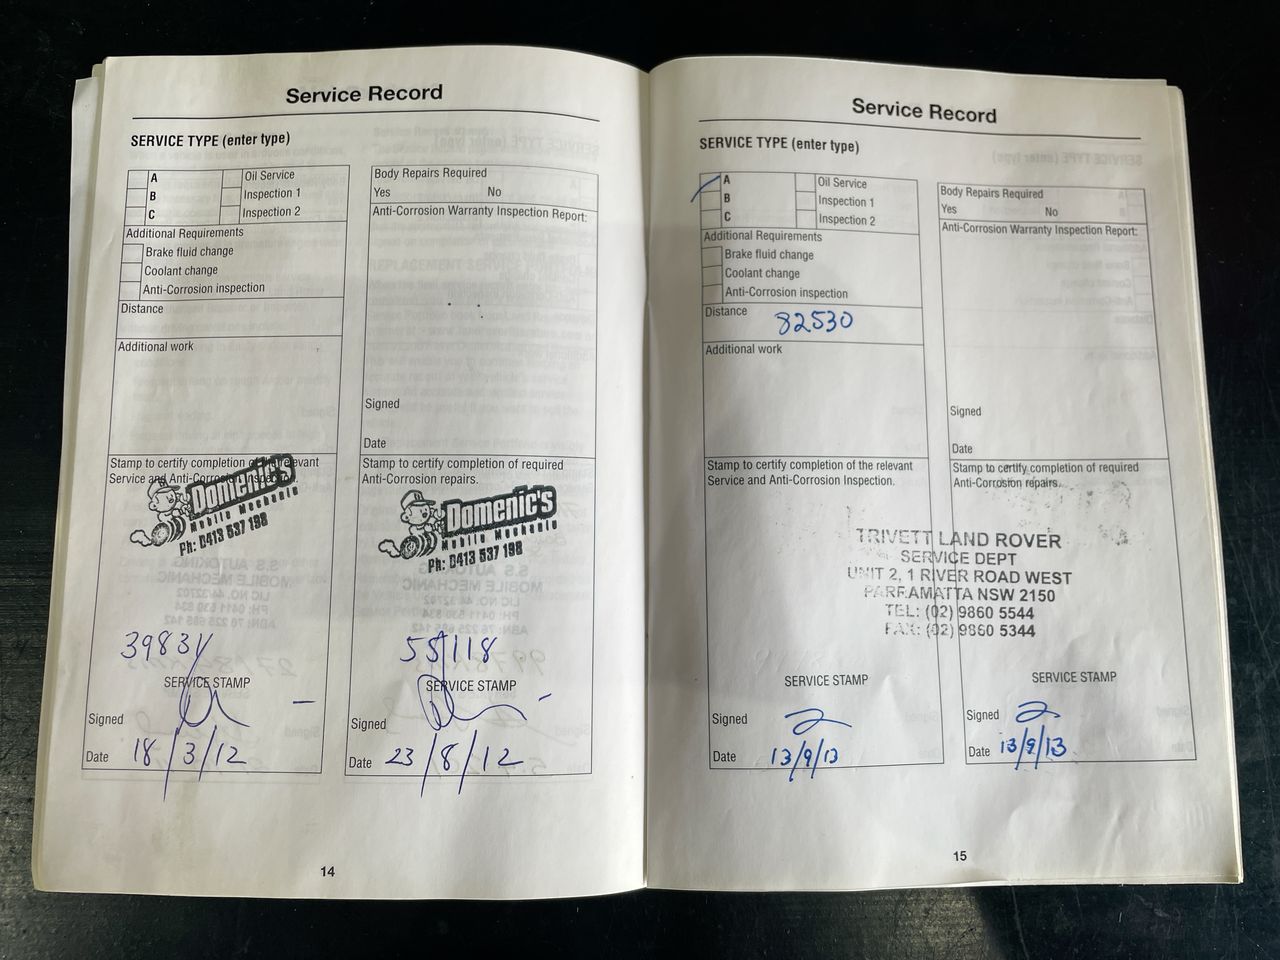 Service Record
SERVICE TYPE (enter type)
A
B
C
Oil Service
Inspection 1
Inspection 2
Additional Requirements
Brake fluid change
Coolant change
Anti-Corrosion inspection
Distance
Additional work
Stamp to certify completion of the relevant
Service and Anti-Corrosion Inspection.
Domenic's
Mobile Mechanic
Ph: 0413 537 198
39834
SERVICE STAMP
Signed
Date 18/3/12
Body Repairs Required
Yes No
Anti-Corrosion Warranty Inspection Report:
Signed
Date
Stamp to certify completion of required
Anti-Corrosion repairs.
Domenic's
Mobile Mechanic
Ph: 0413 537 198
55118
SERVICE STAMP
Signed
Date 23/8/12
14
Service Record
SERVICE TYPE (enter type)
A
B
C
Oil Service
Inspection 1
Inspection 2
Additional Requirements
Brake fluid change
Coolant change
Anti-Corrosion inspection
Distance 82530
Additional work
Stamp to certify completion of the relevant
Service and Anti-Corrosion Inspection.
Body Repairs Required
Yes No
Anti-Corrosion Warranty Inspection Report:
Signed
Date
Stamp to certify completion of required
Anti-Corrosion repairs.
TRIVETT LAND ROVER
SERVICE DEPT
UNIT 2, 1 RIVER ROAD WEST
PARRAMATTA NSW 2150
TEL: (02) 9860 5544
FAX: (02) 9860 5344
SERVICE STAMP
Signed
Date 13/9/13
SERVICE STAMP
Signed
Date 13/9/13
15